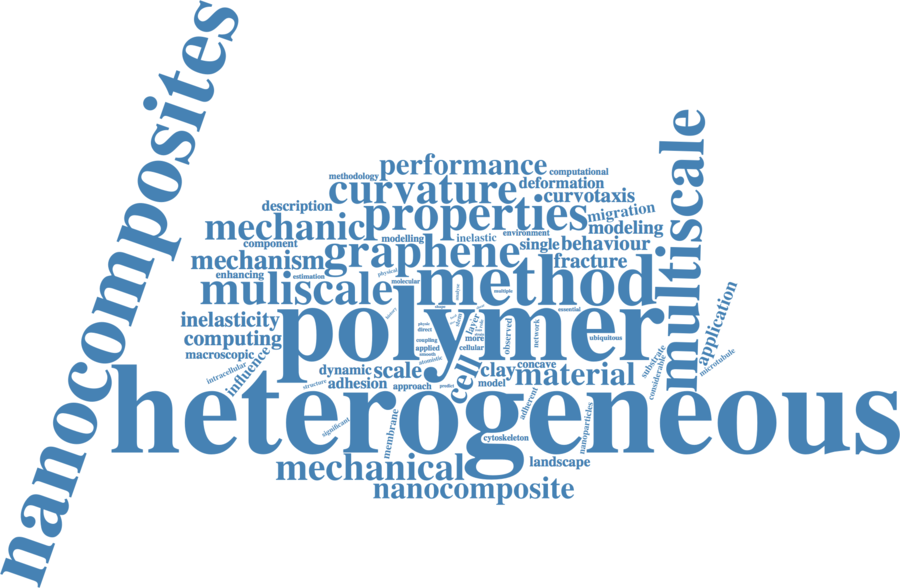 nanocomposites
performance
methodology
computational
curvature
deformation
curvotaxis
description
properties
migration
mechanic
modeling
component
modelling
inelastic
environment
single
behaviour
mechanism
graphene
fracture
enhancing
estimation
physical
molecular
method
muliscale
multiscale
multiple
essential
inelasticity
polymer
layer
observed
network
computing
direct
coupling
more
ubiquitous
macroscopic
applied
cellular
influence
intracellular
atomistic
substrate
considerable
application
microtubule
dynamic
scale
cell
clay
concave
material
structure
adhesion
approach
predict
model
heterogeneous
significant
membrane
adherent
nanoparticles
cytoskeleton
mechanical
landscape
nanocomposite